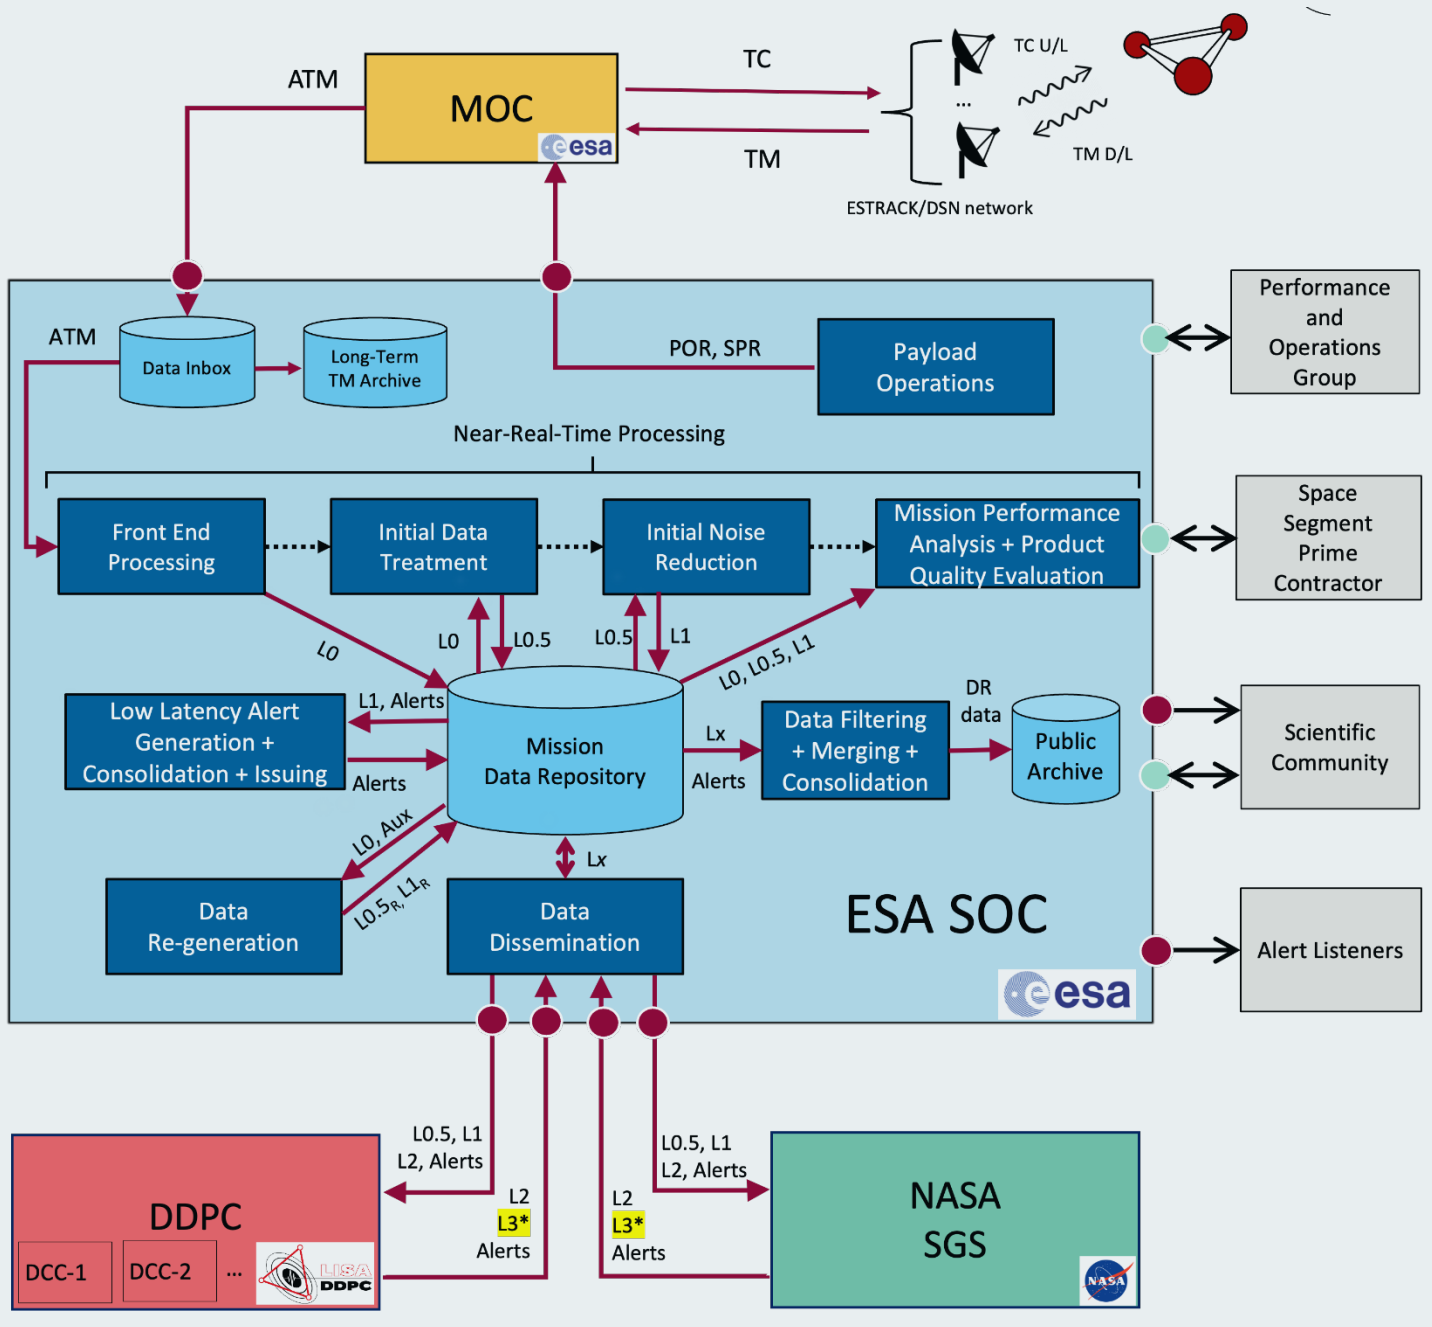 ATM
MOC
esa
TC
TM
TC U/L
...
TM D/L
ESTRACK/DSN network
ATM
Data Inbox
Long-Term
TM Archive
POR, SPR
Payload
Operations
Performance
and
Operations
Group
Near-Real-Time Processing
Front End
Processing
Initial Data
Treatment
Initial Noise
Reduction
Mission Performance
Analysis + Product
Quality Evaluation
Space
Segment
Prime
Contractor
L0
L0
L0.5
L0.5
L1
L0, L0.5, L1
Low Latency Alert
Generation +
Consolidation + Issuing
L1, Alerts
Alerts
Mission
Data Repository
Lx
Alerts
Data Filtering
+ Merging +
Consolidation
DR
data
Public
Archive
Scientific
Community
L0, Aux
L0.5R, L1R
Lx
Data
Re-generation
Data
Dissemination
ESA SOC
esa
Alert Listeners
L0.5, L1
L2, Alerts
L2
L3*
Alerts
L0.5, L1
L2, Alerts
L2
L3*
Alerts
DDPC
DCC-1
DCC-2
...
LISA
DDPC
NASA
SGS
NASA